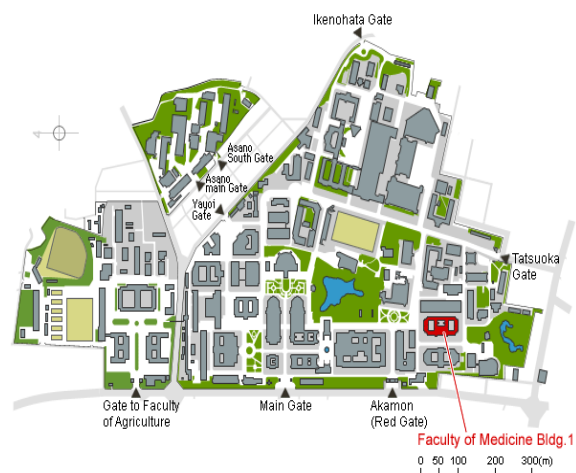 Ikenohata Gate
Asano
South Gate
Asano
main Gate
Yayoi
Gate
Tatsuoka
Gate
Gate to Faculty
of Agriculture
Main Gate
Akamon
(Red Gate)
Faculty of Medicine Bldg.1
0 50 100 200 300(m)